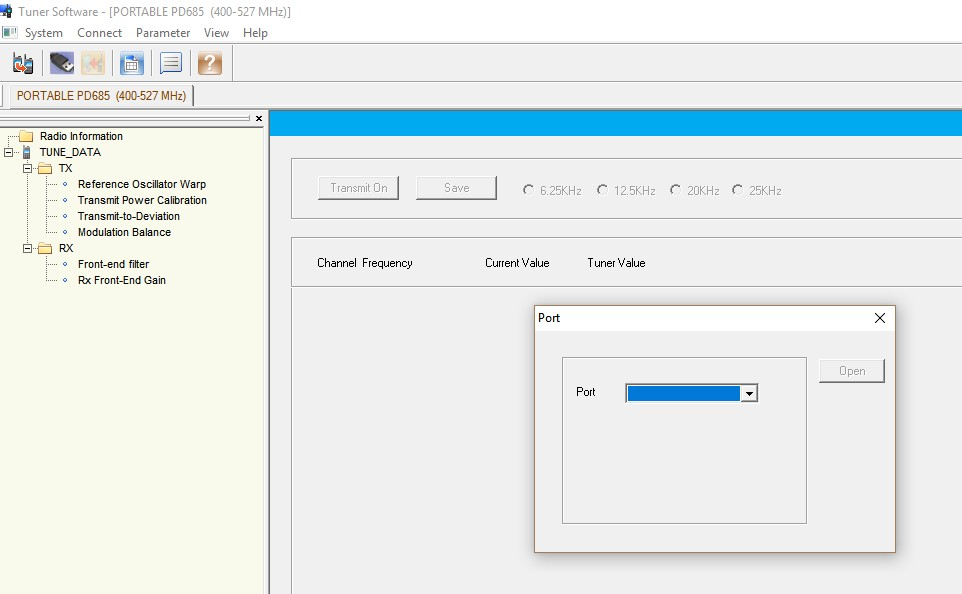 Tuner Software - [PORTABLE PD685  (400-527 MHz)]
System Connect Parameter View Help
PORTABLE PD685  (400-527 MHz)
Radio Information
TUNE_DATA
TX
Reference Oscillator Warp
Transmit Power Calibration
Transmit-to-Deviation
Modulation Balance
RX
Front-end filter
Rx Front-End Gain
Transmit On Save 6.25KHz 12.5KHz 20KHz 25KHz
Channel Frequency Current Value Tuner Value
Port
Port
Open